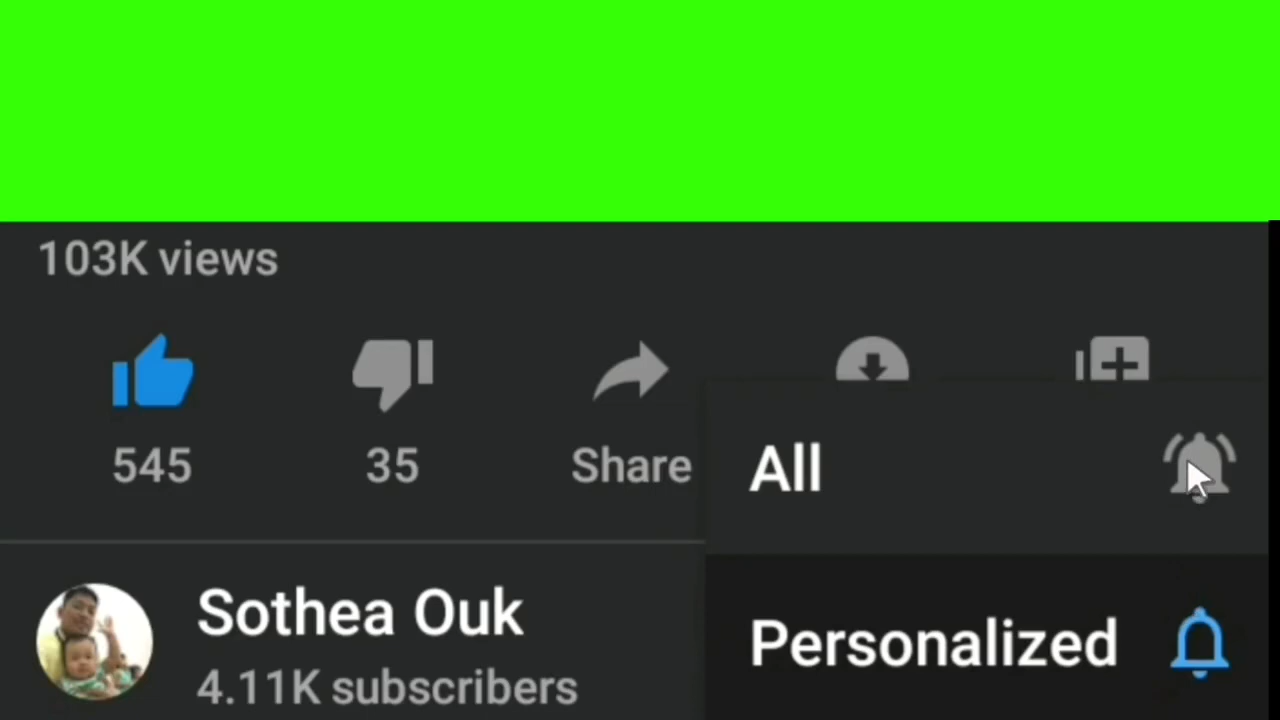 103K views
545
35
Share
All
Sothea Ouk
4.11K subscribers
Personalized